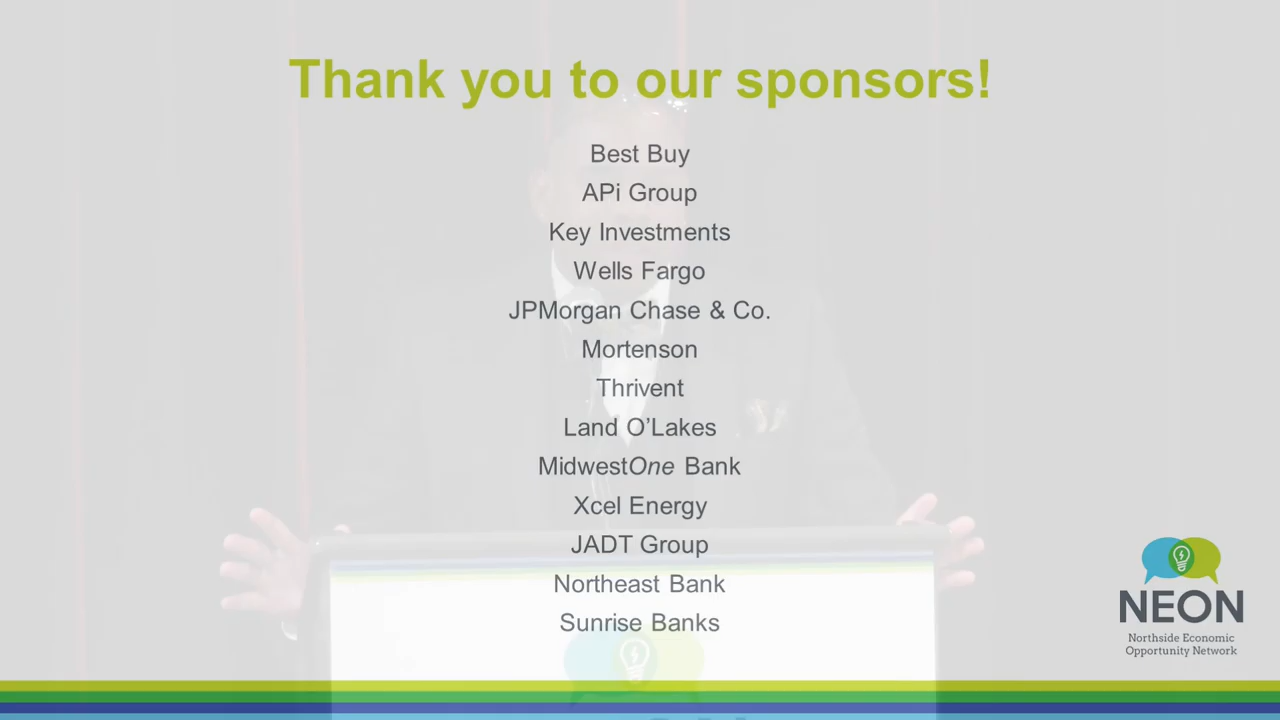 Thank you to our sponsors!
Best Buy
APi Group
Key Investments
Wells Fargo
JPMorgan Chase & Co.
Mortenson
Thrivent
Land O’Lakes
MidwestOne Bank
Xcel Energy
JADT Group
Northeast Bank
Sunrise Banks
NEON
Northside Economic
Opportunity Network